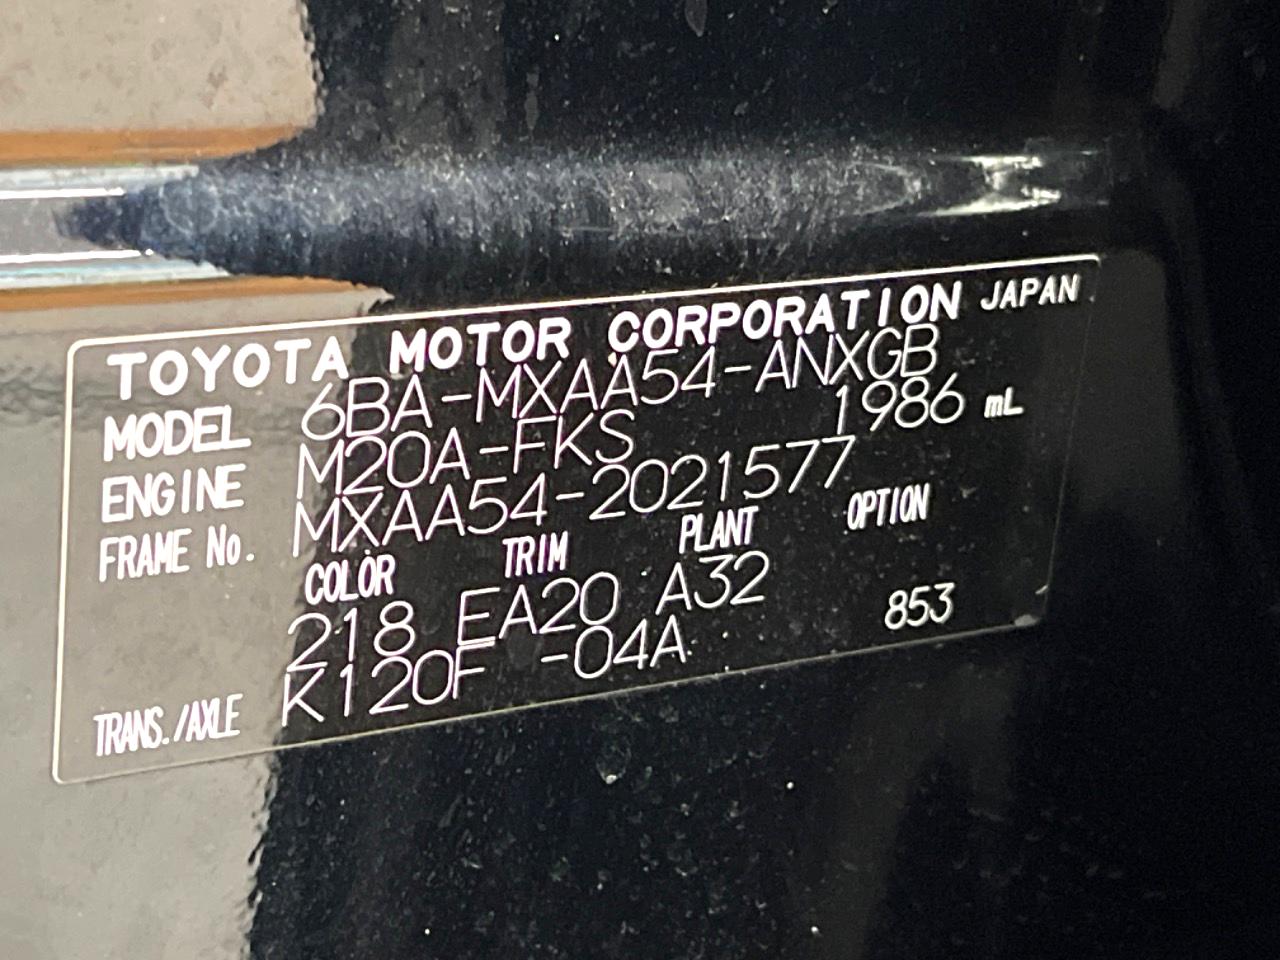 TOYOTA MOTOR CORPORATION JAPAN
MODEL 6BA-MXAA54-ANXGB
ENGINE M20A-FKS 1986 mL
FRAME No. MXAA54-2021577
COLOR TRIM PLANT OPTION
218 EA20 A32
TRANS./AXLE K120F -04A 853